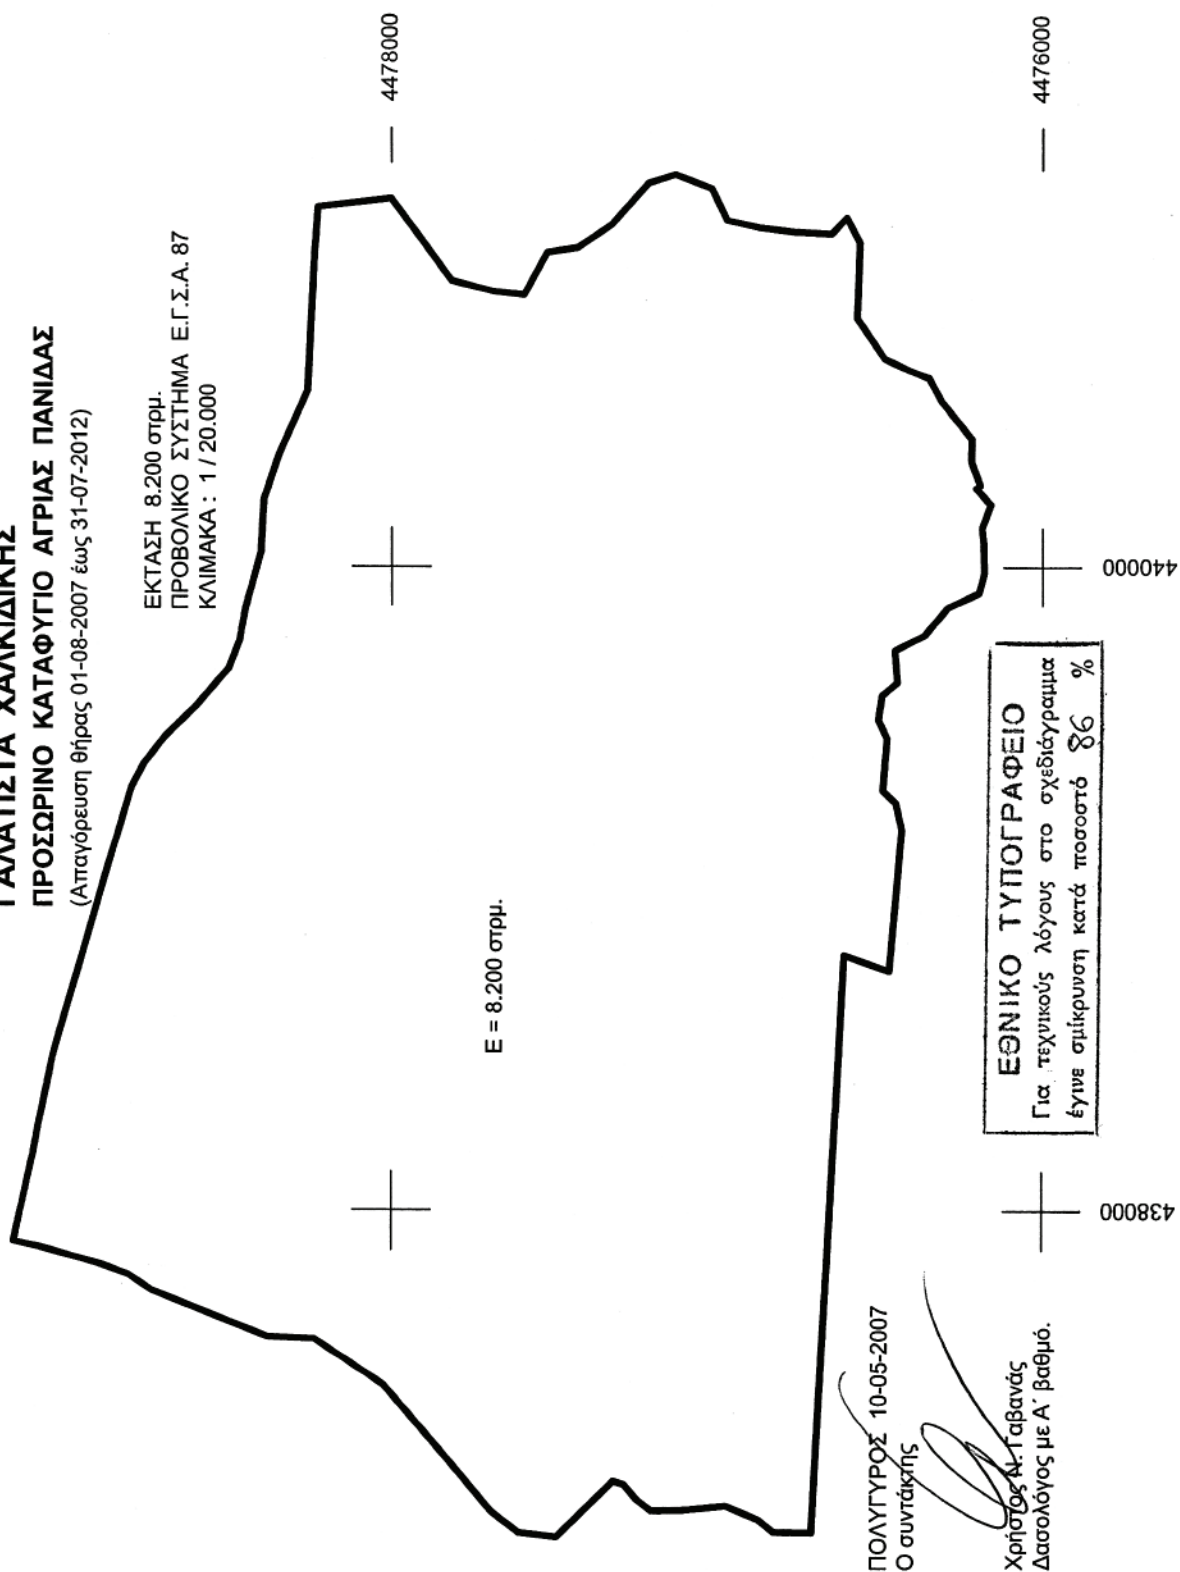 ΓΑΛΑΤΙΣΤΑ ΧΑΛΚΙΔΙΚΗΣ
ΠΡΟΣΩΡΙΝΟ ΚΑΤΑΦΥΓΙΟ ΑΓΡΙΑΣ ΠΑΝΙΔΑΣ
(Απαγόρευση θήρας 01-08-2007 έως 31-07-2012)
ΕΚΤΑΣΗ 8.200 στρμ.
ΠΡΟΒΟΛΙΚΟ ΣΥΣΤΗΜΑ Ε.Γ.Σ.Α. 87
ΚΛΙΜΑΚΑ : 1 / 20.000
4478000
Ε = 8.200 στρμ.
4476000
ΠΟΛΥΓΥΡΟΣ 10-05-2007
Ο συντάκτης
Χρήστος Ν. Γαβανάς
Δασολόγος με Α΄ βαθμό.
ΕΘΝΙΚΟ ΤΥΠΟΓΡΑΦΕΙΟ
Για τεχνικούς λόγους στο σχεδιάγραμμα
έγινε σμίκρυνση κατά ποσοστό 86 %
438000
440000